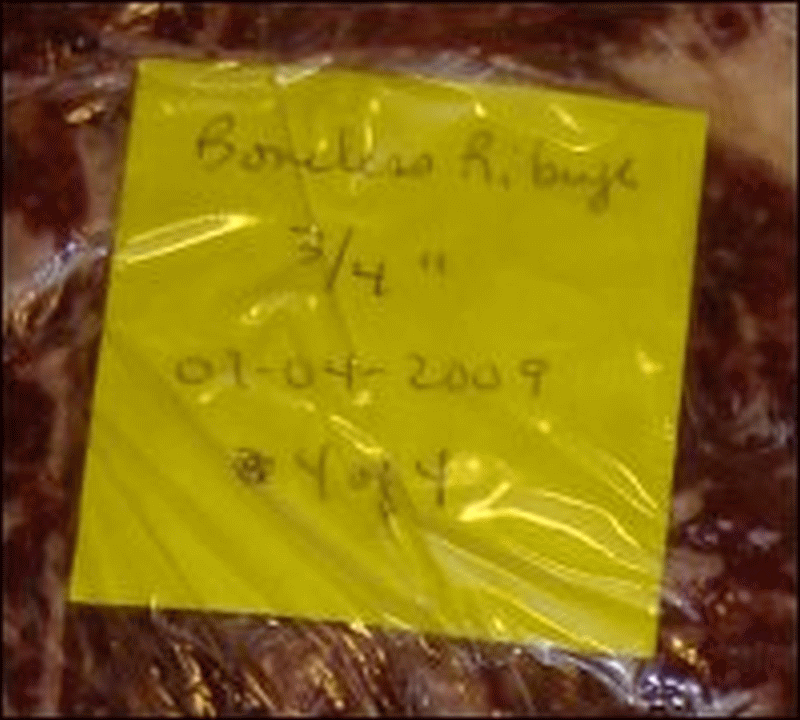 Boneless Ribeye
3/4 "
01-04-2009
4 of 4